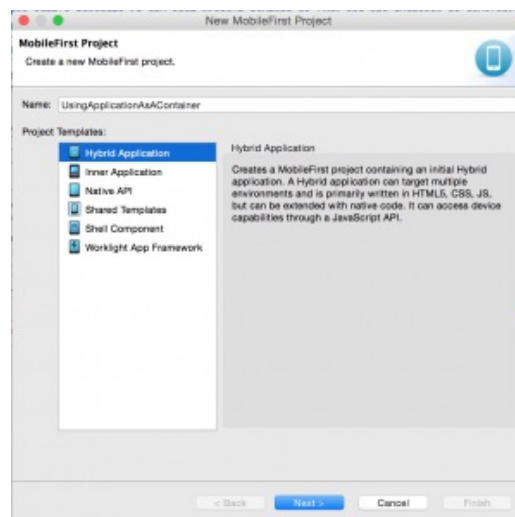 New MobileFirst Project
MobileFirst Project
Create a new MobileFirst project.
Name: UsingApplicationAsAContainer
Project Templates:
Hybrid Application
Inner Application
Native API
Shared Templates
Shell Component
Worklight App Framework
Hybrid Application
Creates a MobileFirst project containing an initial Hybrid
application. A Hybrid application can target multiple
environments and is primarily written in HTML5, CSS, JS,
but can be extended with native code. It can access device
capabilities through a JavaScript API.
< Back Next > Cancel Finish